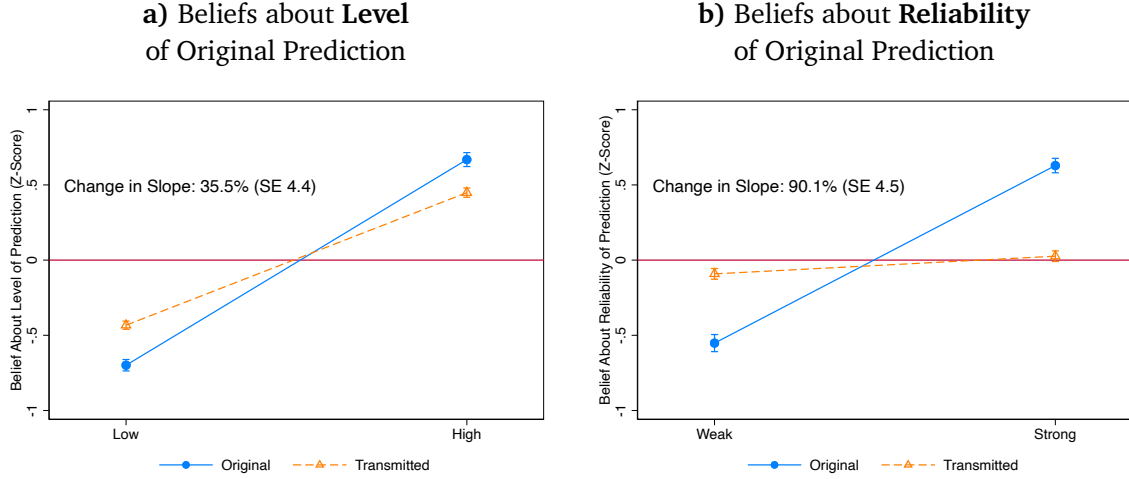 a) Beliefs about Level
of Original Prediction
Belief About Level of Prediction (Z-Score)
1
.5
0
-.5
-1
Change in Slope: 35.5% (SE 4.4)
Low
High
Original
Transmitted
b) Beliefs about Reliability
of Original Prediction
Belief About Reliability of Prediction (Z-Score)
1
.5
0
-.5
-1
Change in Slope: 90.1% (SE 4.5)
Weak
Strong
Original
Transmitted